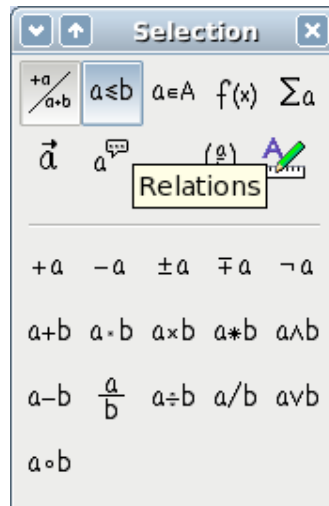 Selection
+a/a+b a≤b a∈A f(x) Σa
a⃗ a (a
Relations
+a −a ±a ∓a ¬a
a+b a·b a×b a∗b a∧b
a−b a/b a÷b a/b a∨b
a∘b